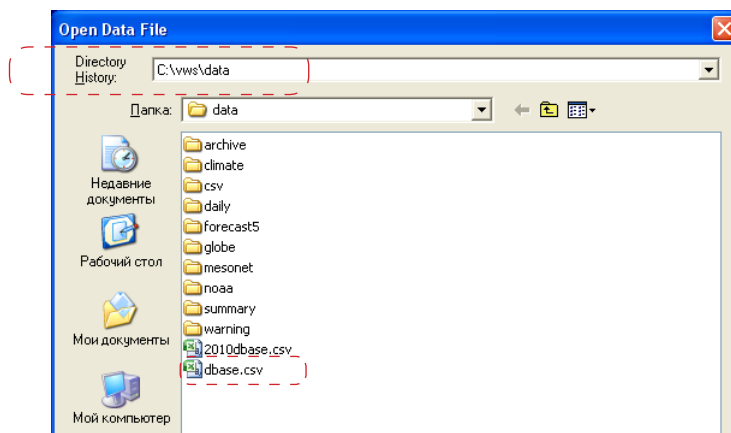 Open Data File
Directory
History:
C:\vws\data
Папка:
data
archive
climate
csv
daily
forecast5
globe
mesonet
noaa
summary
warning
2010dbase.csv
dbase.csv
Недавние
документы
Рабочий стол
Мои документы
Мой компьютер